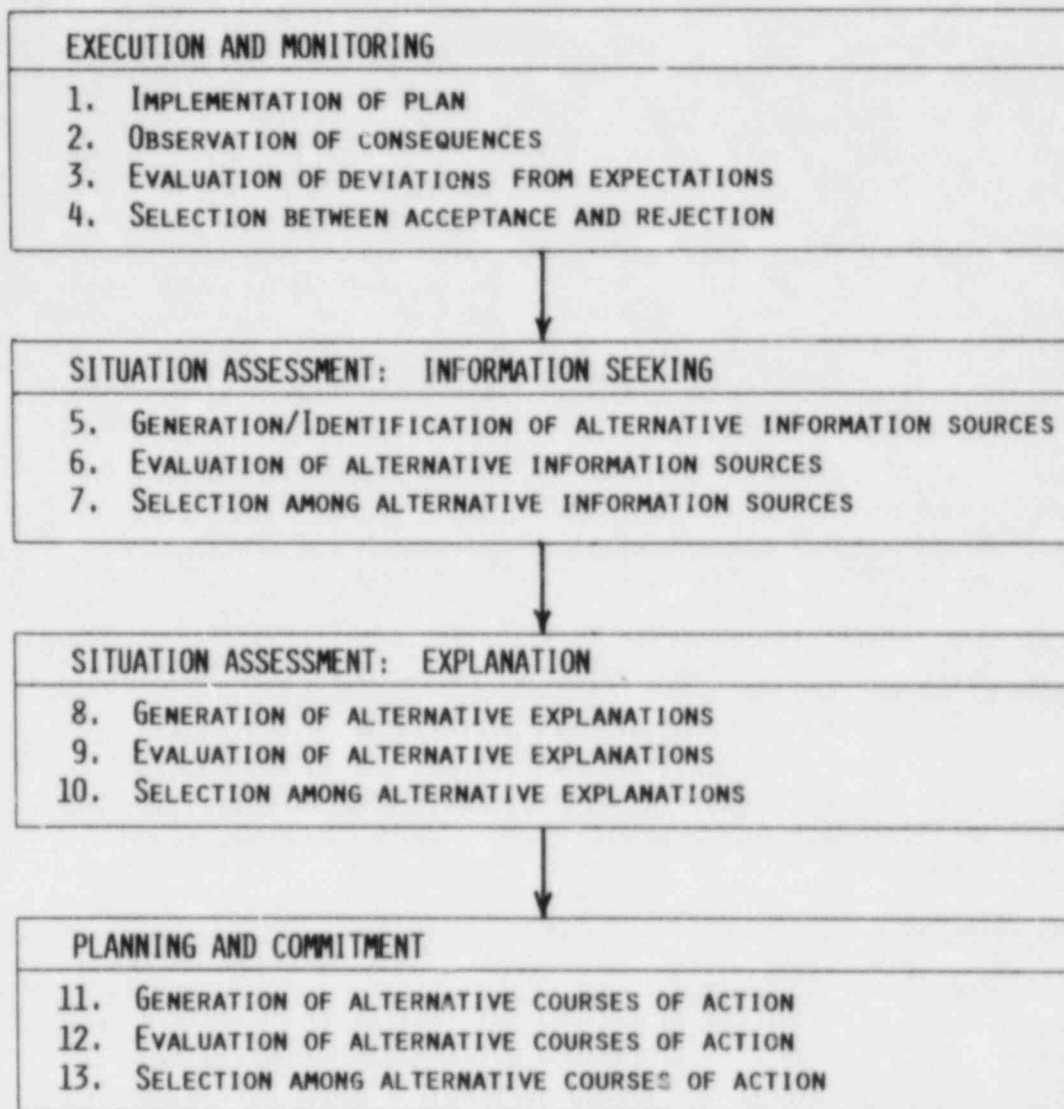 EXECUTION AND MONITORING
1. IMPLEMENTATION OF PLAN
2. OBSERVATION OF CONSEQUENCES
3. EVALUATION OF DEVIATIONS FROM EXPECTATIONS
4. SELECTION BETWEEN ACCEPTANCE AND REJECTION
SITUATION ASSESSMENT: INFORMATION SEEKING
5. GENERATION/IDENTIFICATION OF ALTERNATIVE INFORMATION SOURCES
6. EVALUATION OF ALTERNATIVE INFORMATION SOURCES
7. SELECTION AMONG ALTERNATIVE INFORMATION SOURCES
SITUATION ASSESSMENT: EXPLANATION
8. GENERATION OF ALTERNATIVE EXPLANATIONS
9. EVALUATION OF ALTERNATIVE EXPLANATIONS
10. SELECTION AMONG ALTERNATIVE EXPLANATIONS
PLANNING AND COMMITMENT
11. GENERATION OF ALTERNATIVE COURSES OF ACTION
12. EVALUATION OF ALTERNATIVE COURSES OF ACTION
13. SELECTION AMONG ALTERNATIVE COURSES OF ACTION